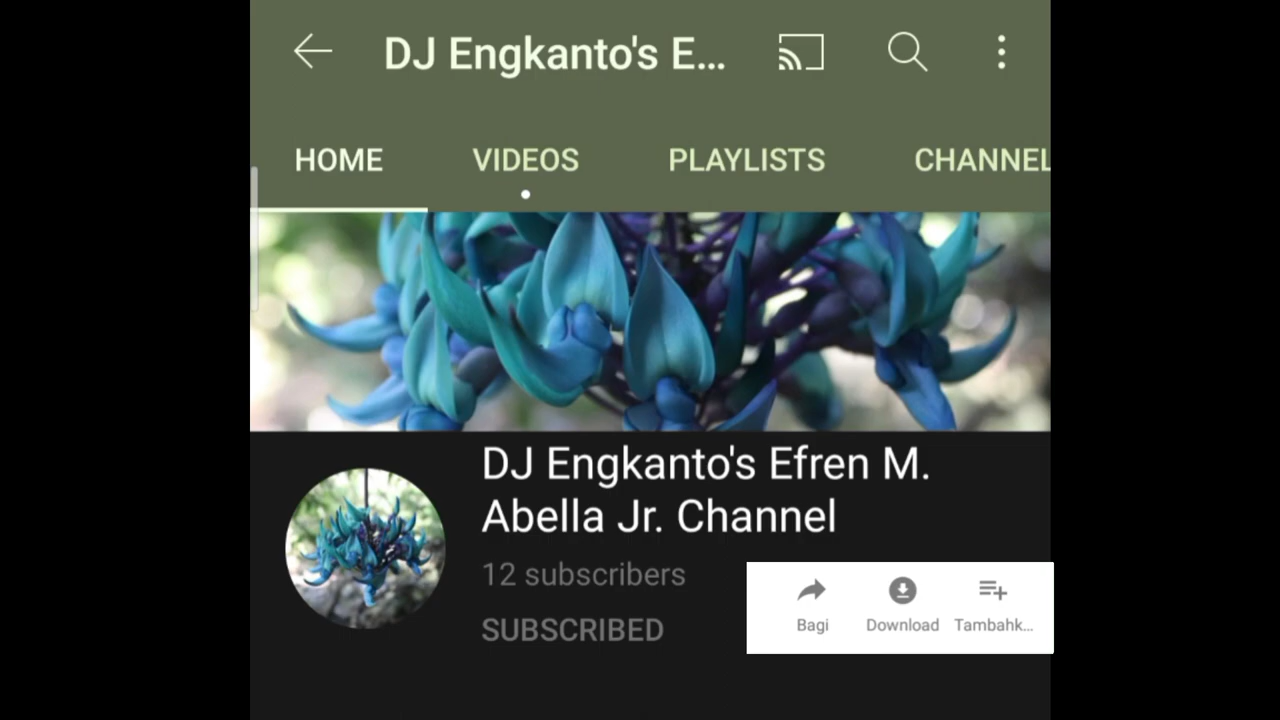 DJ Engkanto's E...
HOME VIDEOS PLAYLISTS CHANNEL
DJ Engkanto's Efren M.
Abella Jr. Channel
12 subscribers
SUBSCRIBED
Bagi Download Tambahk...